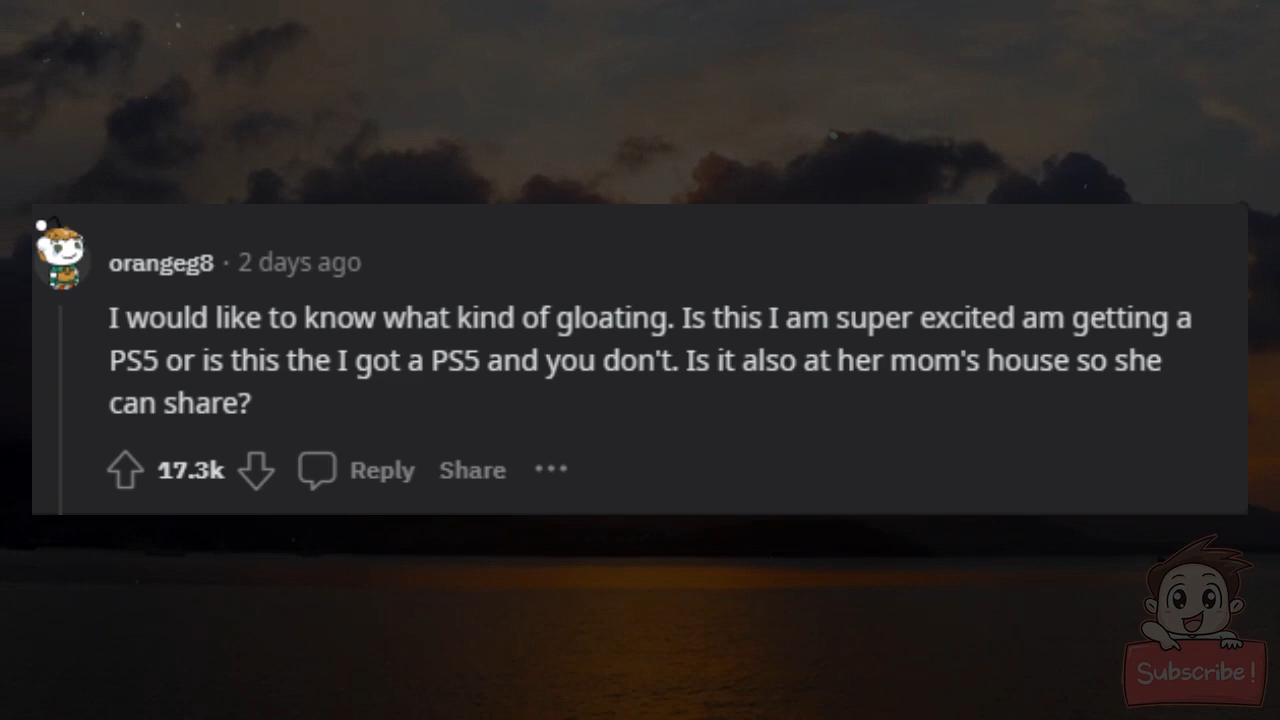 orangeg8 · 2 days ago
I would like to know what kind of gloating. Is this I am super excited am getting a
PS5 or is this the I got a PS5 and you don't. Is it also at her mom's house so she
can share?
17.3k Reply Share ···
Subscribe!